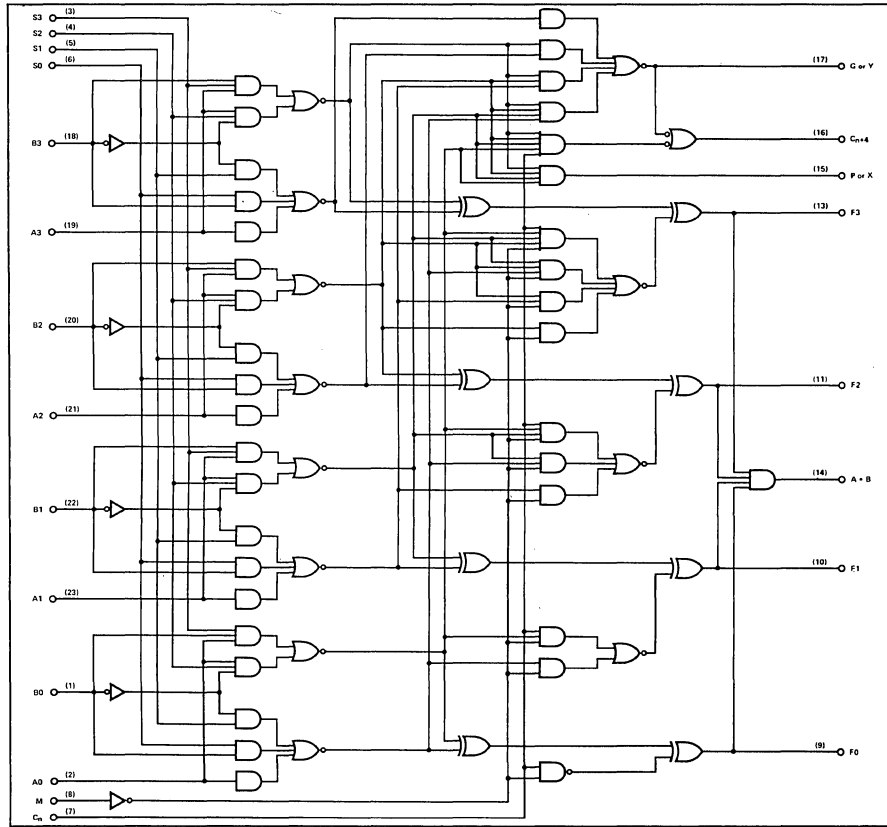 S3 (3)
S2 (4)
S1 (5)
S0 (6)
(17) G or Y
(18) B3
(16) Cn+4
(15) P or X
(19) A3
(13) F3
(20) B2
(11) F2
(21) A2
(14) A = B
(22) B1
(10) F1
(23) A1
(1) B0
(9) F0
(2) A0
(8) M
(7) Cn